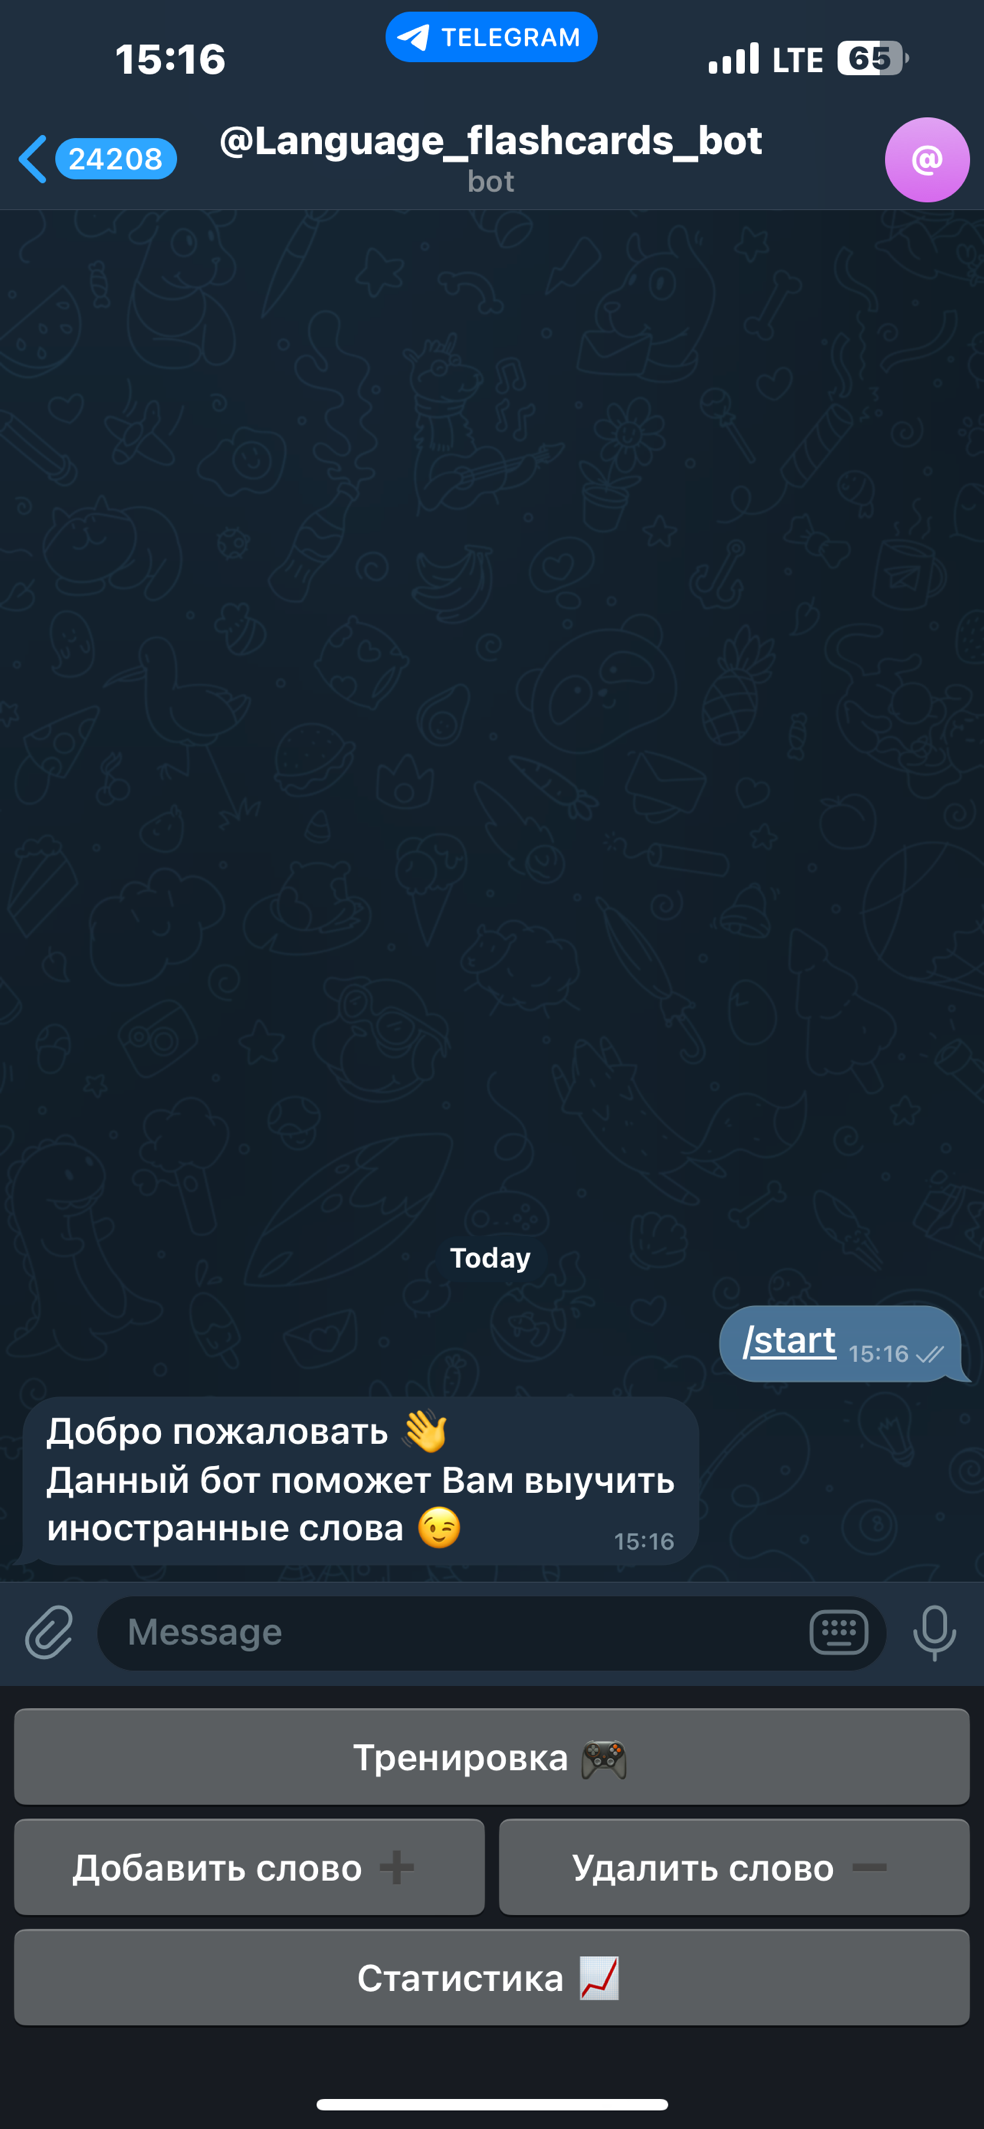 15:16
TELEGRAM
LTE
65
24208
@Language_flashcards_bot
bot
@
Today
/start 15:16
Добро пожаловать 👋
Данный бот поможет Вам выучить
иностранные слова 😉
15:16
Message
Тренировка 🎮
Добавить слово ➕
Удалить слово ➖
Статистика 📈